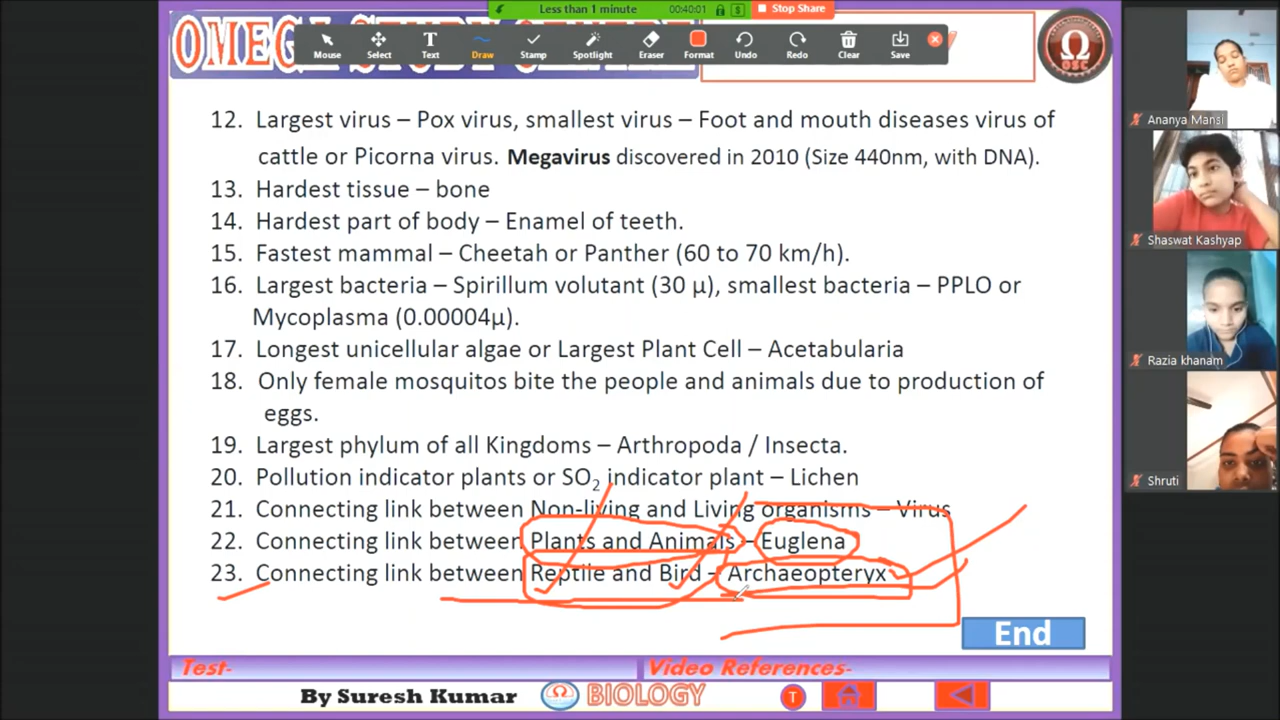 Less than 1 minute 00:40:01 Stop Share
OMEGA STUDY
Mouse Select Text Draw Stamp Spotlight Eraser Format Undo Redo Clear Save
Ω
OSC
12. Largest virus – Pox virus, smallest virus – Foot and mouth diseases virus of
cattle or Picorna virus. Megavirus discovered in 2010 (Size 440nm, with DNA).
13. Hardest tissue – bone
14. Hardest part of body – Enamel of teeth.
15. Fastest mammal – Cheetah or Panther (60 to 70 km/h).
16. Largest bacteria – Spirillum volutant (30 µ), smallest bacteria – PPLO or
Mycoplasma (0.00004µ).
17. Longest unicellular algae or Largest Plant Cell – Acetabularia
18. Only female mosquitos bite the people and animals due to production of
eggs.
19. Largest phylum of all Kingdoms – Arthropoda / Insecta.
20. Pollution indicator plants or SO₂ indicator plant – Lichen
21. Connecting link between Non-living and Living organisms – Virus
22. Connecting link between Plants and Animals – Euglena
23. Connecting link between Reptile and Bird – Archaeopteryx
End
Test- Video References-
By Suresh Kumar Ω BIOLOGY T
Ananya Mansi
Shaswat Kashyap
Razia khanam
Shruti